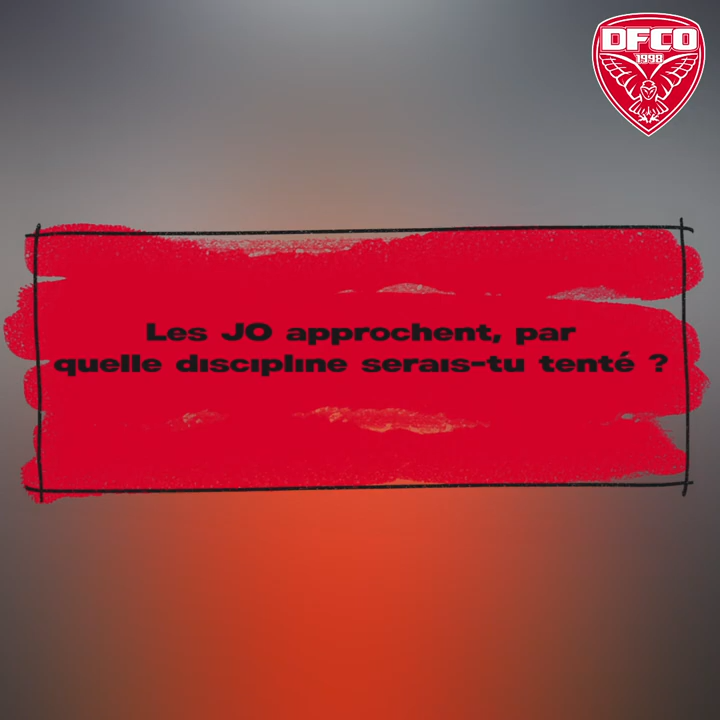 DFCO
1998
Les JO approchent, par
quelle discipline serais-tu tenté ?